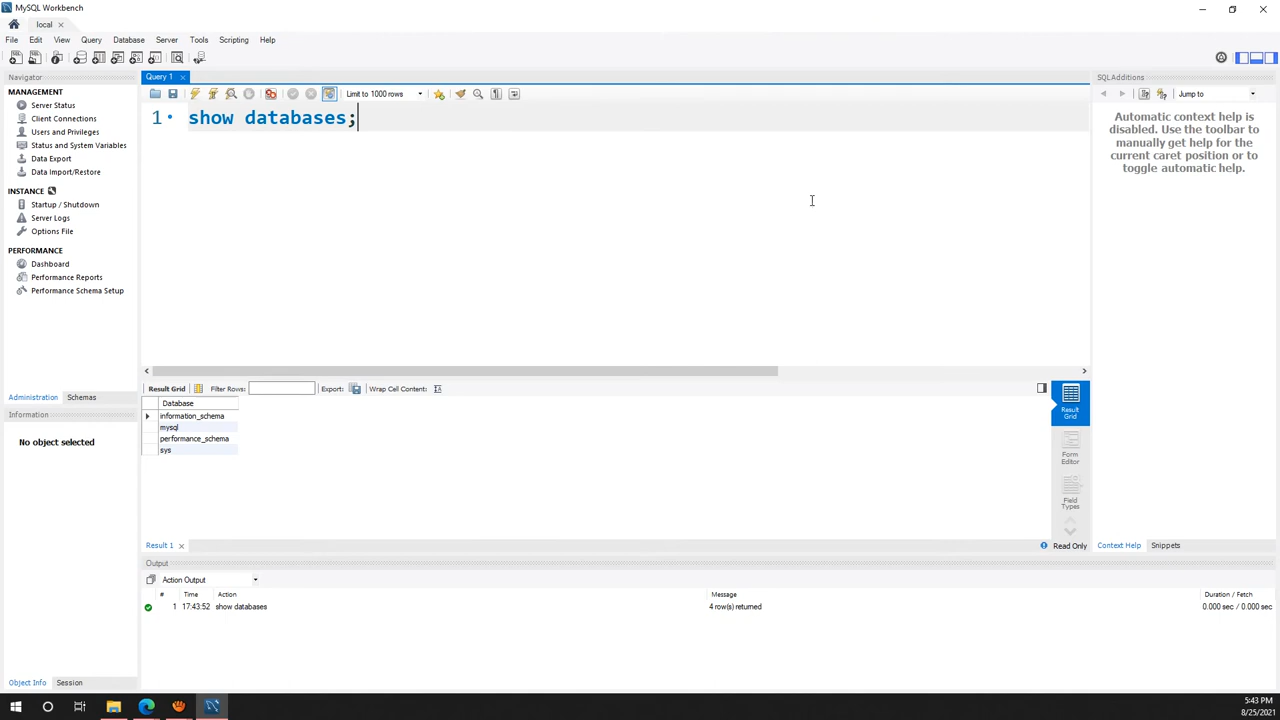 MySQL Workbench
local
File Edit View Query Database Server Tools Scripting Help
Navigator
MANAGEMENT
Server Status
Client Connections
Users and Privileges
Status and System Variables
Data Export
Data Import/Restore
INSTANCE
Startup / Shutdown
Server Logs
Options File
PERFORMANCE
Dashboard
Performance Reports
Performance Schema Setup
Administration Schemas
Information
No object selected
Object Info Session
Query 1
Limit to 1000 rows
1 show databases;
Result Grid Filter Rows: Export: Wrap Cell Content:
Database
information_schema
mysql
performance_schema
sys
Result Grid
Form Editor
Field Types
Result 1
Read Only
Output
Action Output
# Time Action Message Duration / Fetch
1 17:43:52 show databases 4 row(s) returned 0.000 sec / 0.000 sec
SQLAdditions
Jump to
Automatic context help is
disabled. Use the toolbar to
manually get help for the
current caret position or to
toggle automatic help.
Context Help Snippets
5:43 PM
8/25/2021